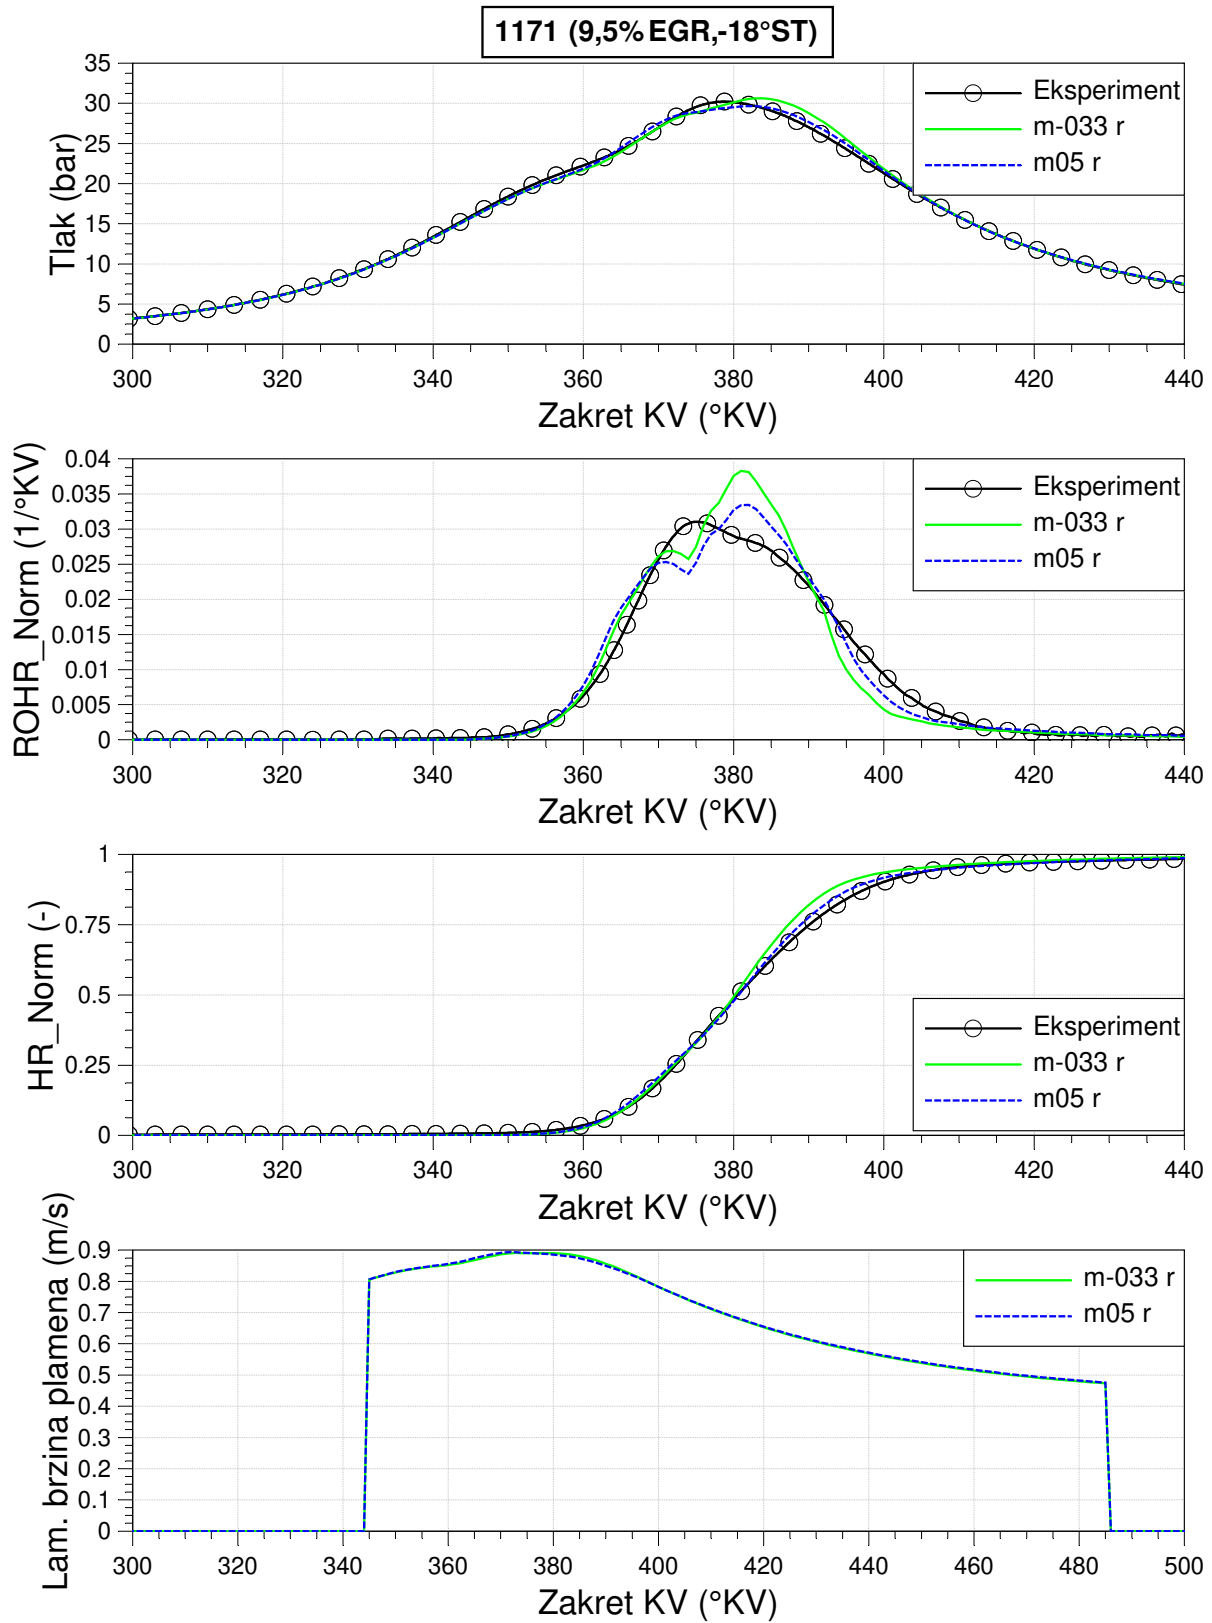 1171 (9,5% EGR,-18°ST)
Tlak (bar)
35
30
25
20
15
10
5
0
Eksperiment
m-033 r
m05 r
300 320 340 360 380 400 420 440
Zakret KV (°KV)
ROHR_Norm (1/°KV)
0.04
0.035
0.03
0.025
0.02
0.015
0.01
0.005
0
Eksperiment
m-033 r
m05 r
300 320 340 360 380 400 420 440
Zakret KV (°KV)
HR_Norm (-)
1
0.75
0.5
0.25
0
Eksperiment
m-033 r
m05 r
300 320 340 360 380 400 420 440
Zakret KV (°KV)
Lam. brzina plamena (m/s)
0.9
0.8
0.7
0.6
0.5
0.4
0.3
0.2
0.1
0
m-033 r
m05 r
300 320 340 360 380 400 420 440 460 480 500
Zakret KV (°KV)